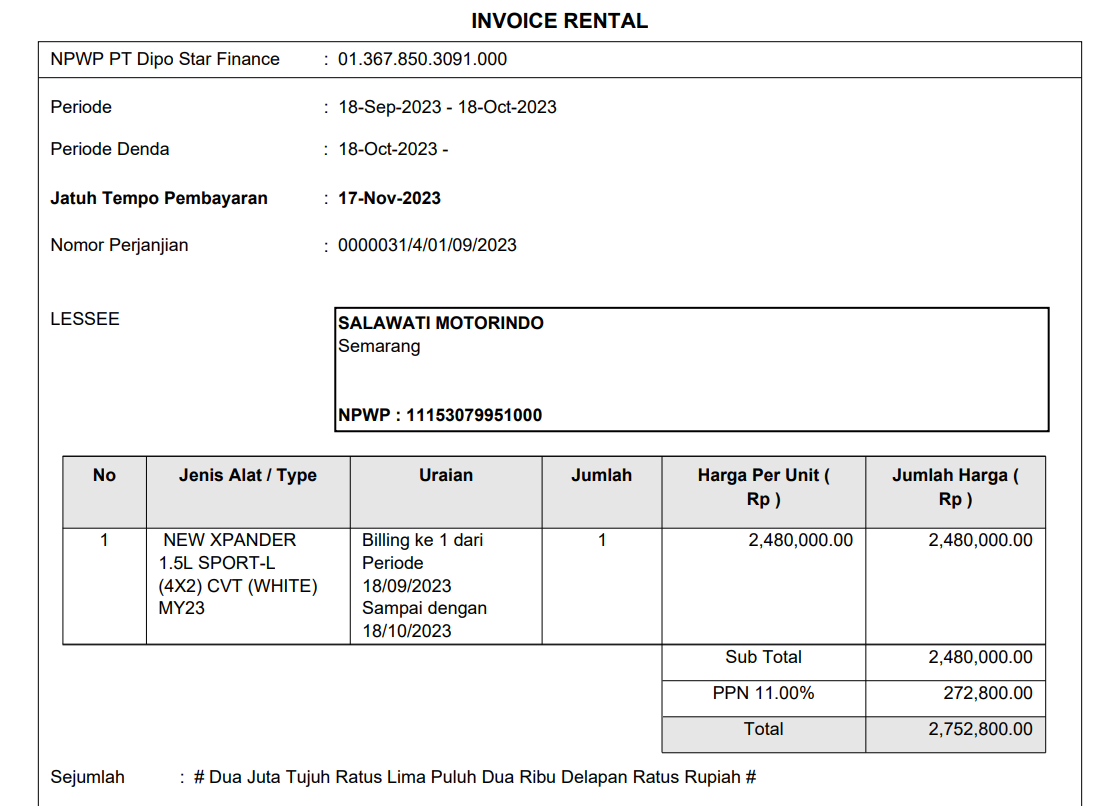 INVOICE RENTAL
NPWP PT Dipo Star Finance : 01.367.850.3091.000
Periode : 18-Sep-2023 - 18-Oct-2023
Periode Denda : 18-Oct-2023 -
Jatuh Tempo Pembayaran : 17-Nov-2023
Nomor Perjanjian : 0000031/4/01/09/2023
LESSEE
SALAWATI MOTORINDO
Semarang
NPWP : 11153079951000
No Jenis Alat / Type Uraian Jumlah Harga Per Unit ( Jumlah Harga (
Rp ) Rp )
1 NEW XPANDER Billing ke 1 dari 1 2,480,000.00 2,480,000.00
1.5L SPORT-L Periode
(4X2) CVT (WHITE) 18/09/2023
MY23 Sampai dengan
18/10/2023
Sub Total 2,480,000.00
PPN 11.00% 272,800.00
Total 2,752,800.00
Sejumlah : # Dua Juta Tujuh Ratus Lima Puluh Dua Ribu Delapan Ratus Rupiah #